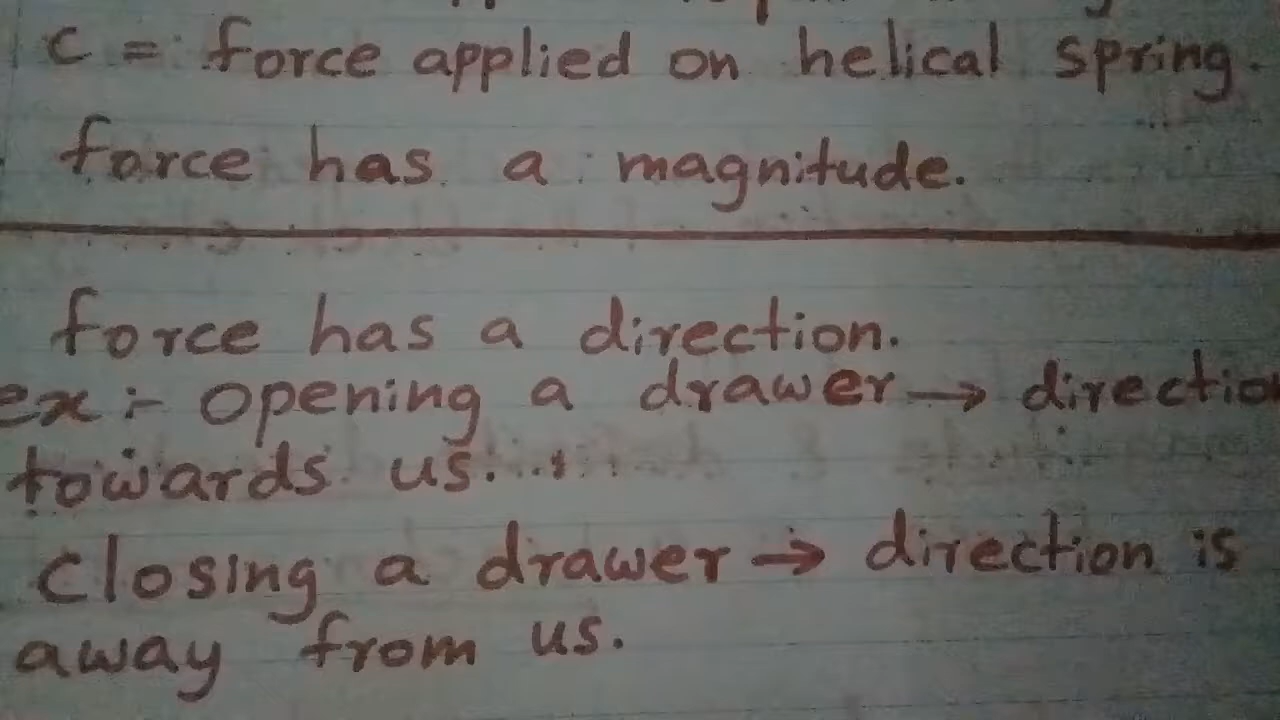 c = force applied on helical spring.
force has a magnitude.
force has a direction.
ex :- opening a drawer → direction
towards us.
closing a drawer → direction is
away from us.